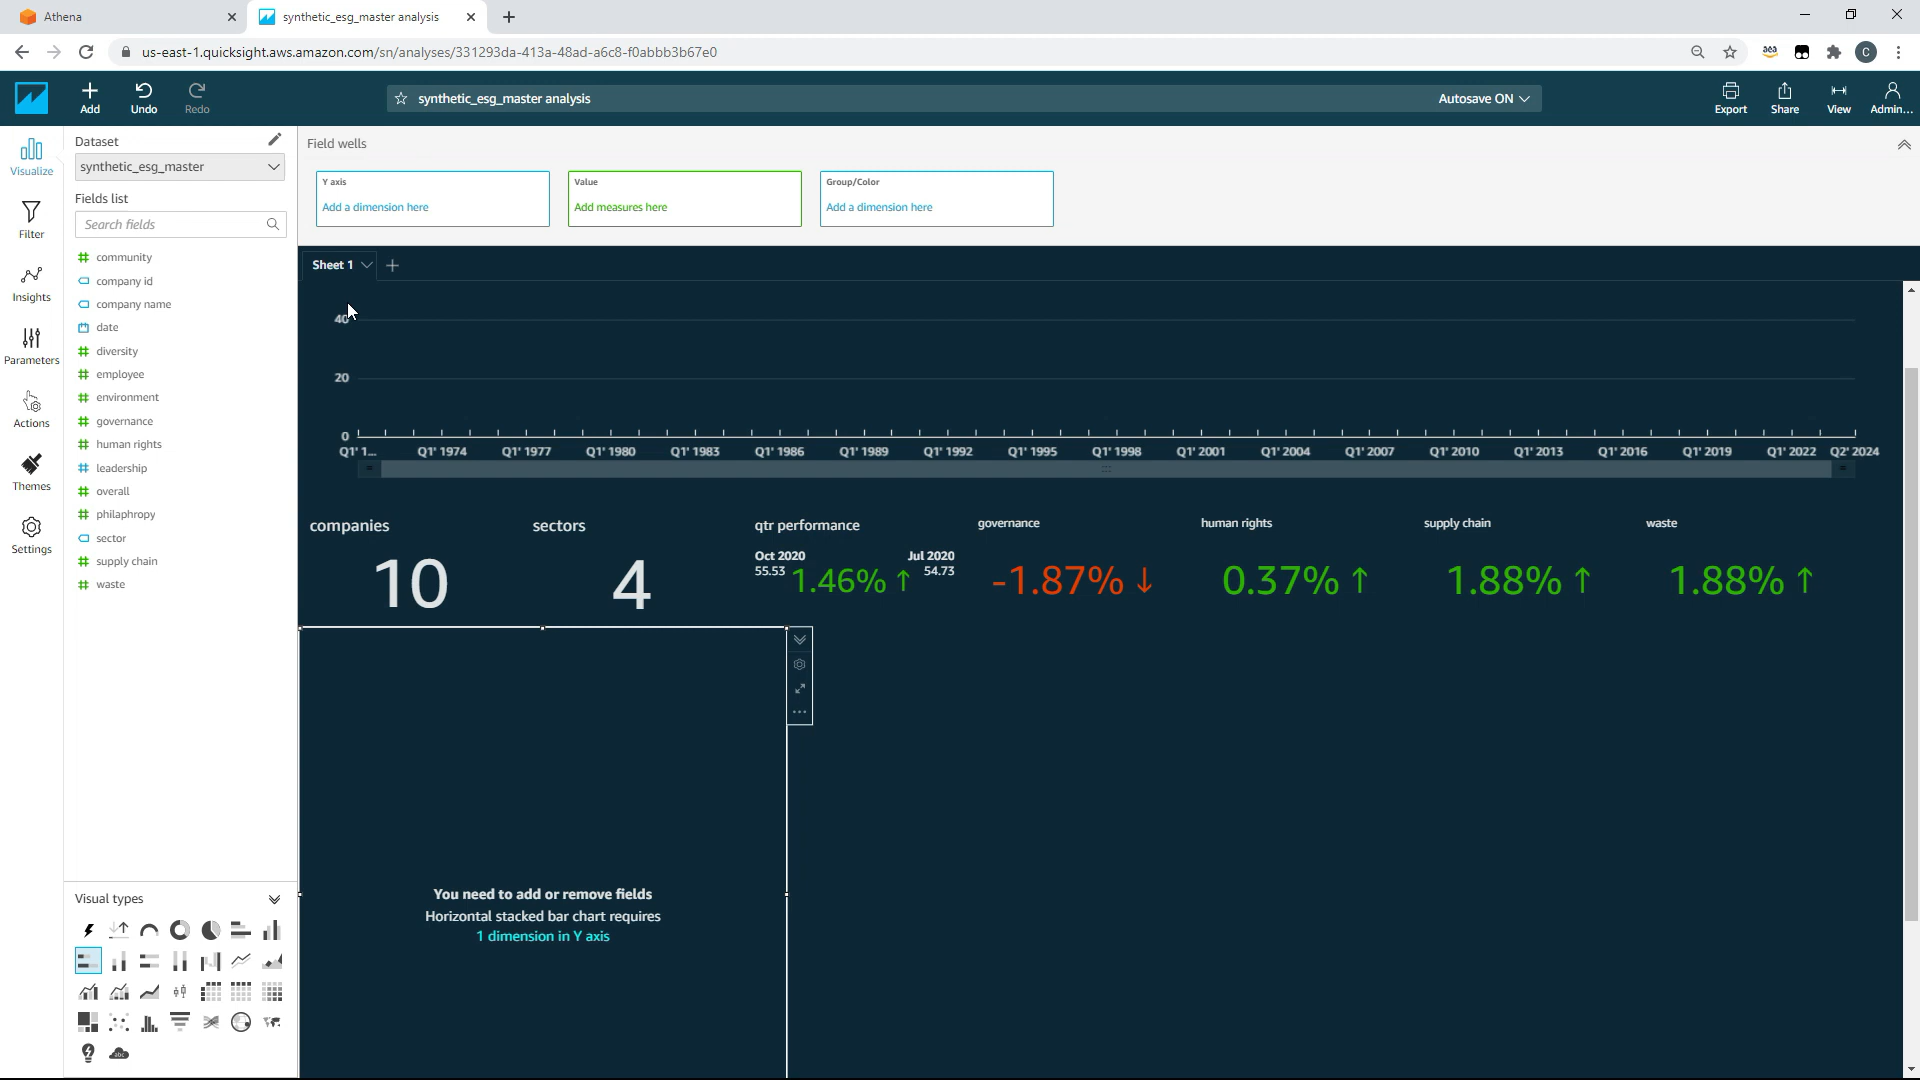 Athena
synthetic_esg_master analysis
us-east-1.quicksight.aws.amazon.com/sn/analyses/331293da-413a-48ad-a6c8-f0abbb3b67e0
C
Add
Undo
Redo
synthetic_esg_master analysis
Autosave ON
Export
Share
View
Admin...
Visualize
Filter
Insights
Parameters
Actions
Themes
Settings
Dataset
synthetic_esg_master
Fields list
Search fields
community
company id
company name
date
diversity
employee
environment
governance
human rights
leadership
overall
philaphropy
sector
supply chain
waste
Visual types
abc
Field wells
Y axis
Add a dimension here
Value
Add measures here
Group/Color
Add a dimension here
Sheet 1
40
20
0
Q1' 1... Q1' 1974 Q1' 1977 Q1' 1980 Q1' 1983 Q1' 1986 Q1' 1989 Q1' 1992 Q1' 1995 Q1' 1998 Q1' 2001 Q1' 2004 Q1' 2007 Q1' 2010 Q1' 2013 Q1' 2016 Q1' 2019 Q1' 2022 Q2' 2024
companies
10
sectors
4
qtr performance
Oct 2020 Jul 2020
55.53 1.46% ↑ 54.73
governance
-1.87% ↓
human rights
0.37% ↑
supply chain
1.88% ↑
waste
1.88% ↑
You need to add or remove fields
Horizontal stacked bar chart requires
1 dimension in Y axis